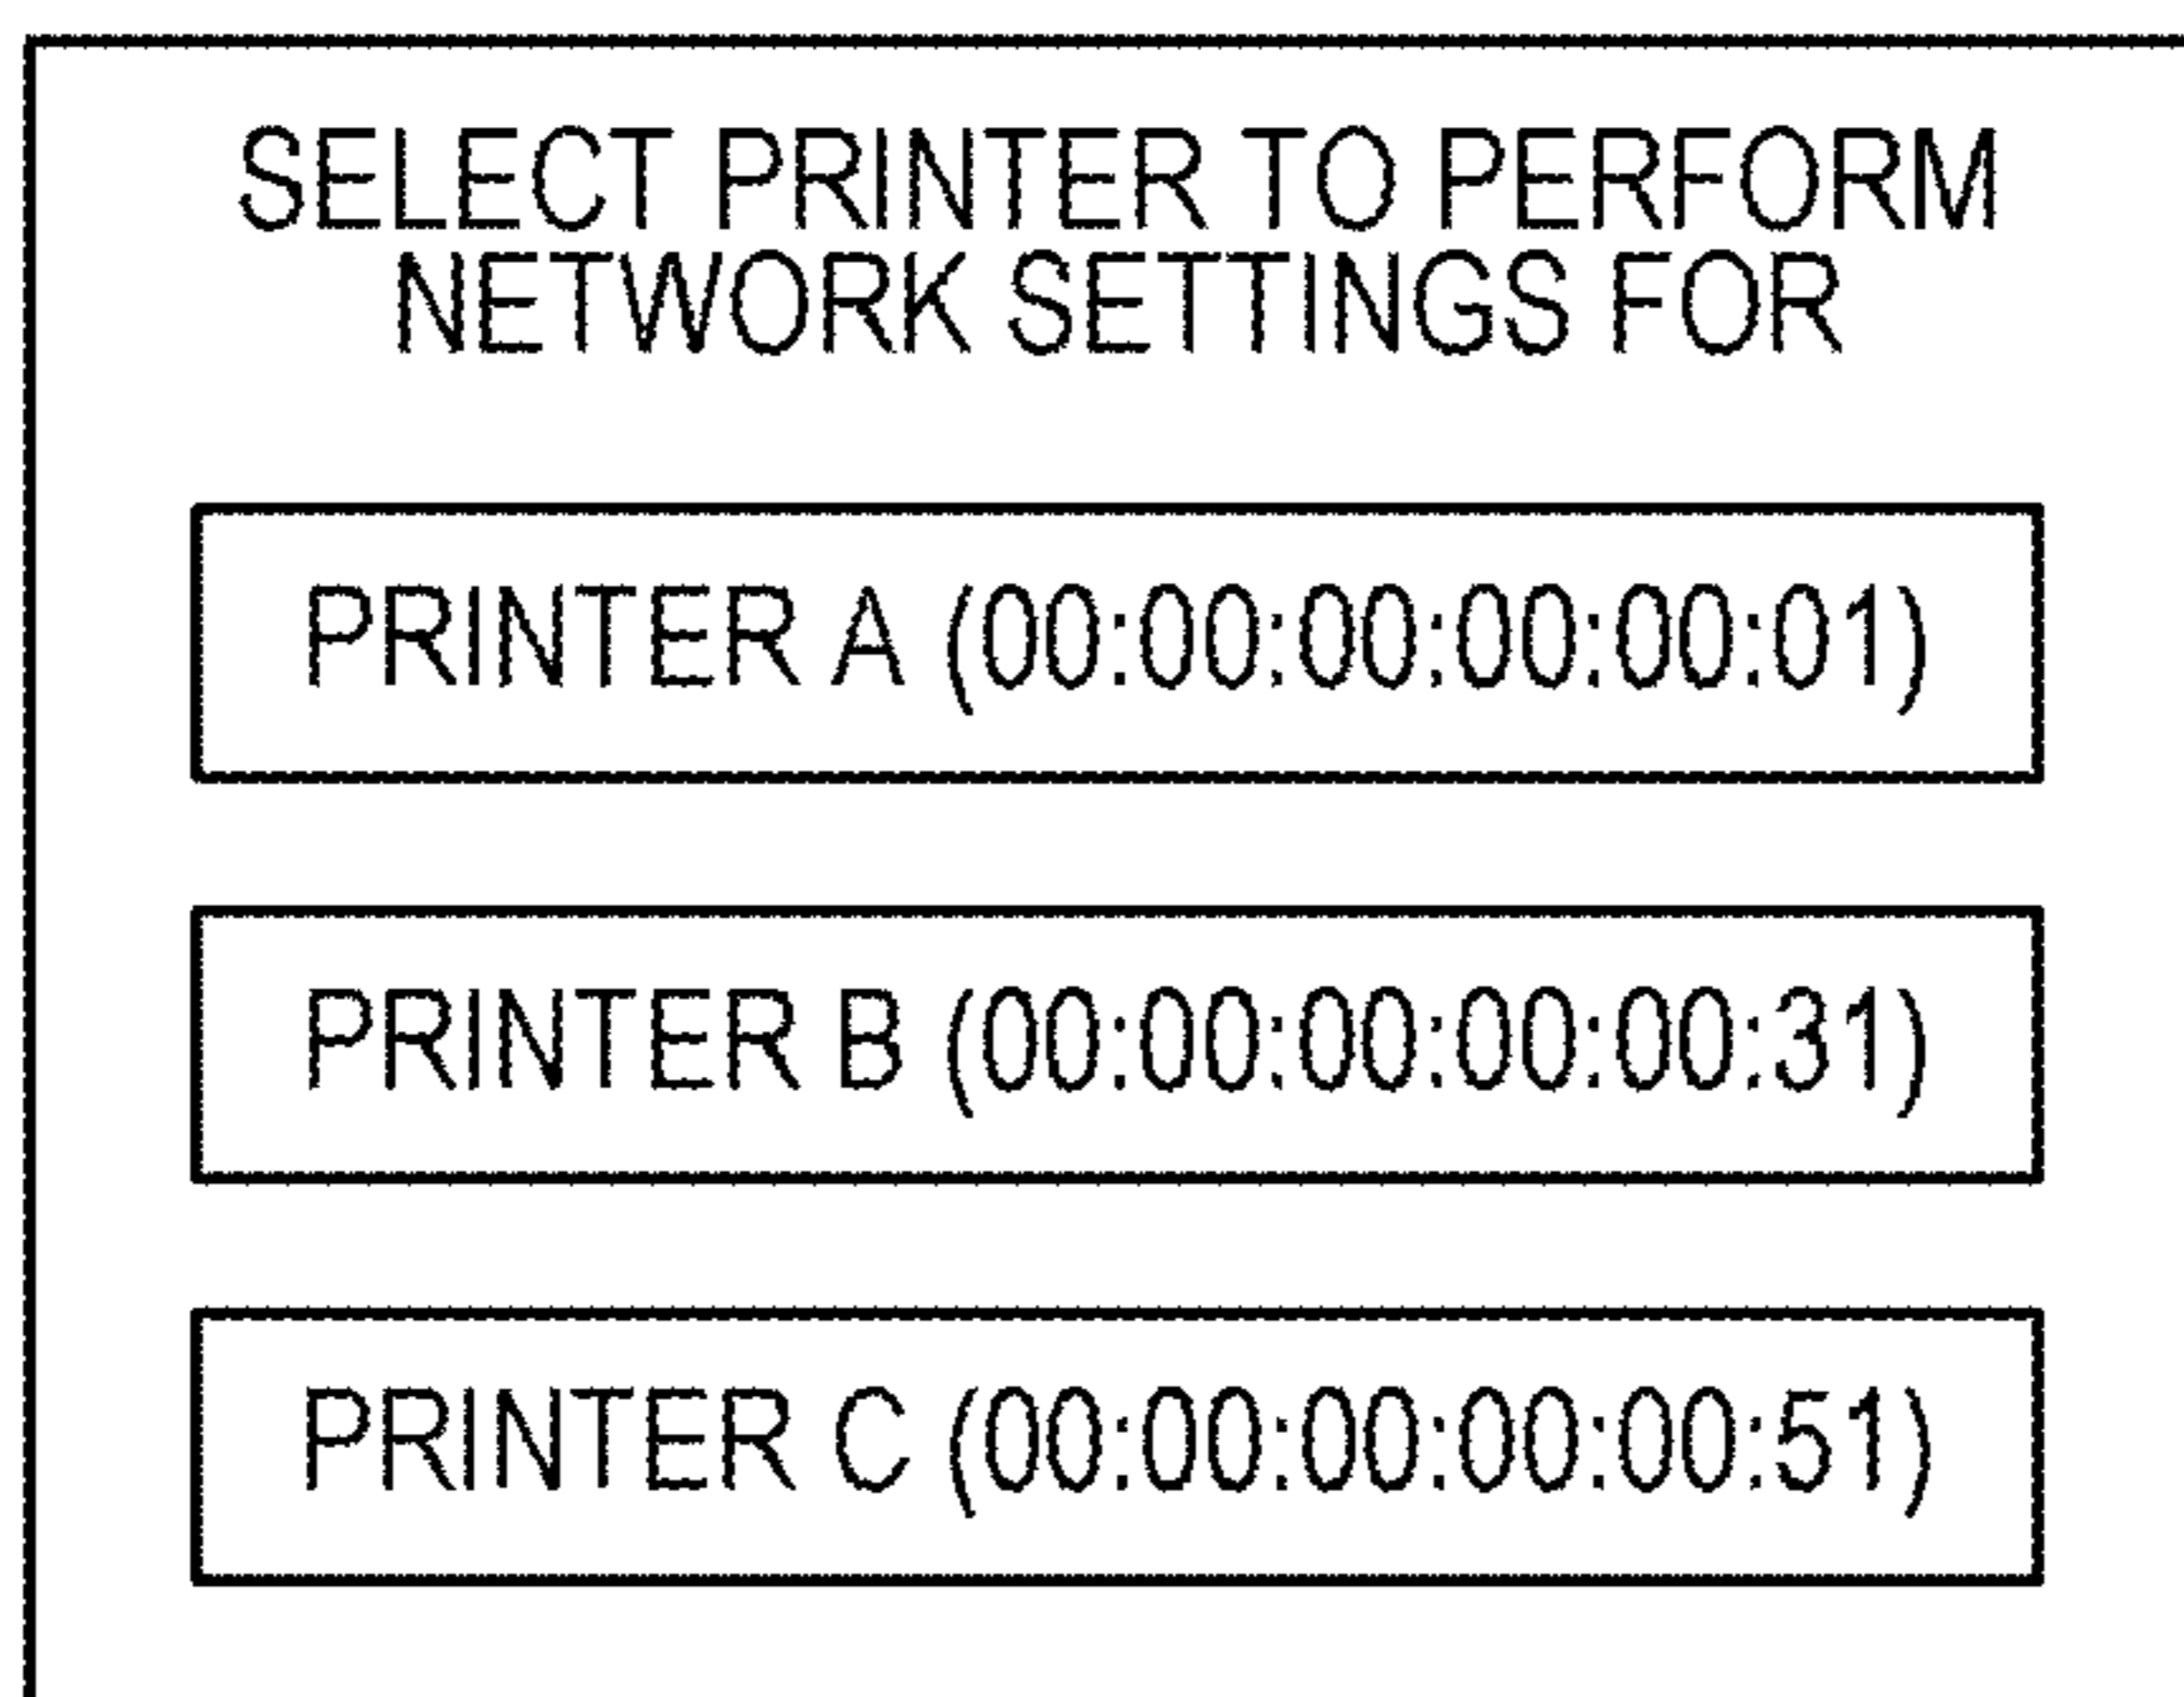 SELECT PRINTER TO PERFORM
NETWORK SETTINGS FOR
PRINTER A (00:00:00:00:00:01)
PRINTER B (00:00:00:00:00:31)
PRINTER C (00:00:00:00:00:51)